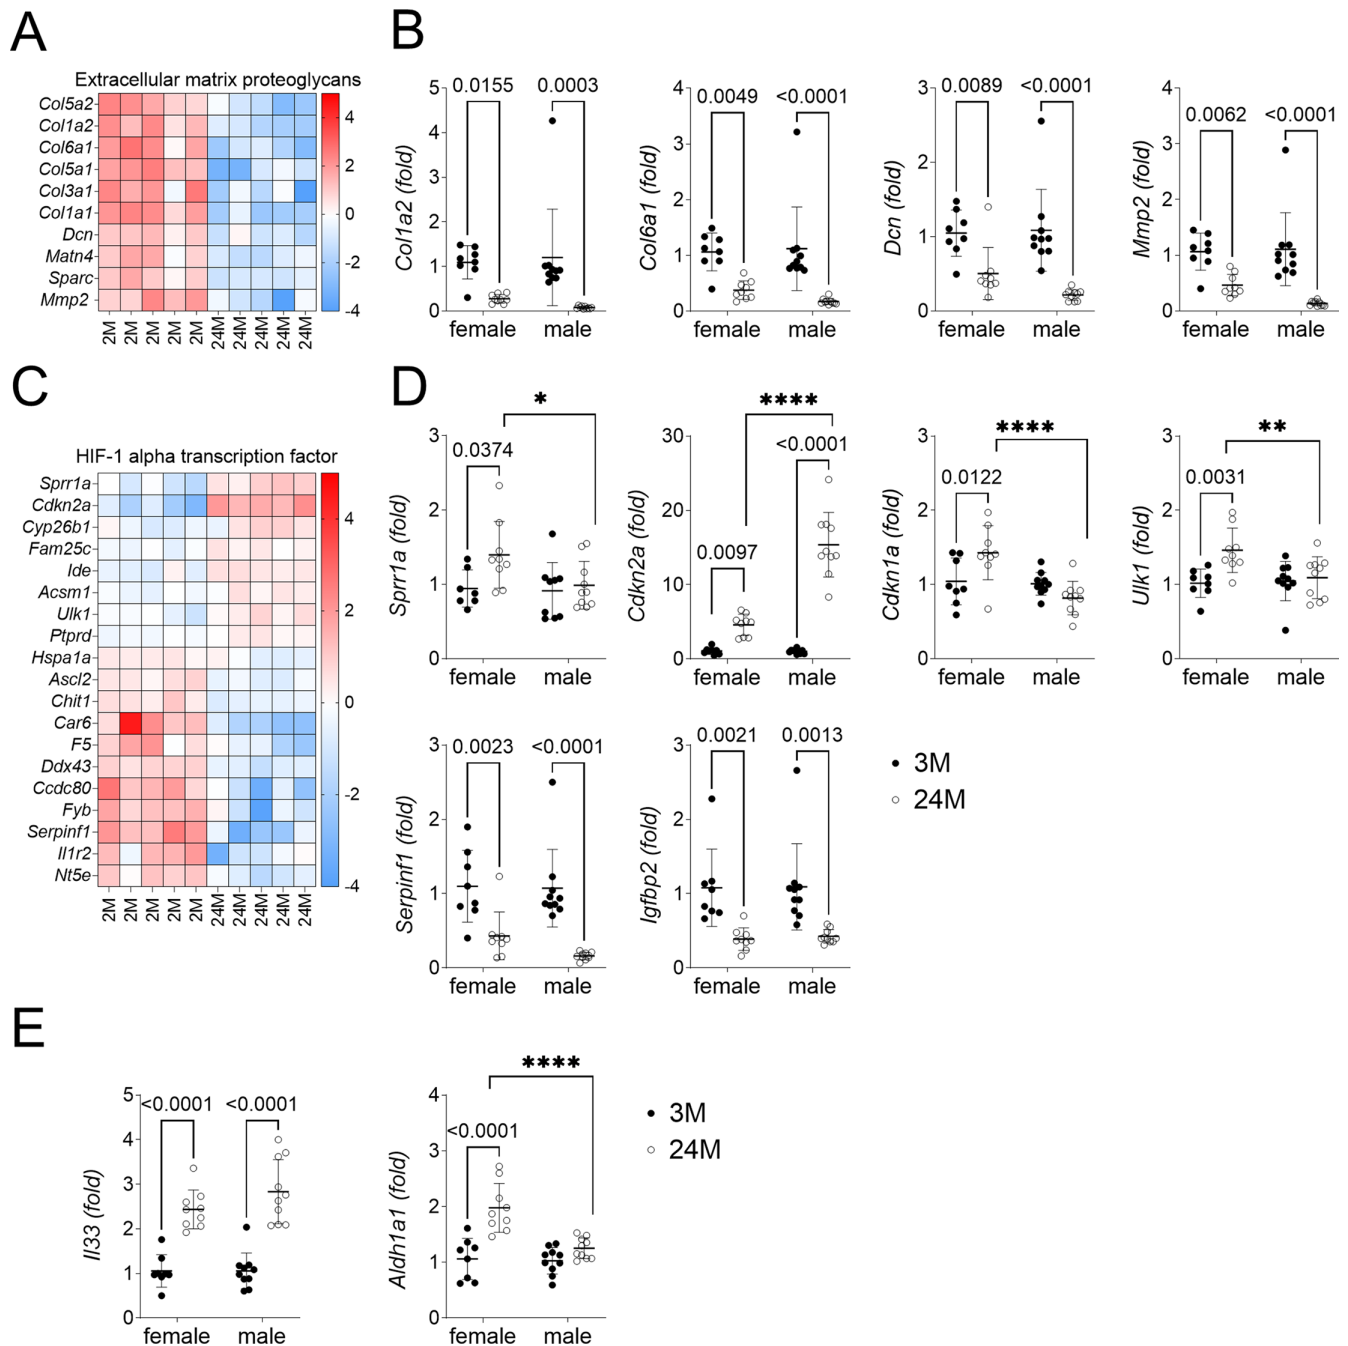 A
Extracellular matrix proteoglycans
Col5a2
Col1a2
Col6a1
Col5a1
Col3a1
Col1a1
Dcn
Matn4
Sparc
Mmp2
4
2
0
-2
-4
2M 2M 2M 2M 2M 24M 24M 24M 24M 24M
B
0.0155 0.0003
Col1a2 (fold)
5
4
3
2
1
0
female male
0.0049 <0.0001
Col6a1 (fold)
4
3
2
1
0
female male
0.0089 <0.0001
Dcn (fold)
3
2
1
0
female male
0.0062 <0.0001
Mmp2 (fold)
4
3
2
1
0
female male
C
HIF-1 alpha transcription factor
Sprr1a
Cdkn2a
Cyp26b1
Fam25c
Ide
Acsm1
Ulk1
Ptprd
Hspa1a
Ascl2
Chit1
Car6
F5
Ddx43
Ccdc80
Fyb
Serpinf1
Il1r2
Nt5e
4
2
0
-2
-4
2M 2M 2M 2M 2M 24M 24M 24M 24M 24M
D
*
0.0374
Sprr1a (fold)
3
2
1
0
female male
****
<0.0001
0.0097
Cdkn2a (fold)
30
20
10
0
female male
****
0.0122
Cdkn1a (fold)
3
2
1
0
female male
**
0.0031
Ulk1 (fold)
3
2
1
0
female male
0.0023 <0.0001
Serpinf1 (fold)
3
2
1
0
female male
0.0021 0.0013
Igfbp2 (fold)
3
2
1
0
female male
3M
24M
E
<0.0001 <0.0001
Il33 (fold)
5
4
3
2
1
0
female male
****
<0.0001
Aldh1a1 (fold)
4
3
2
1
0
female male
3M
24M